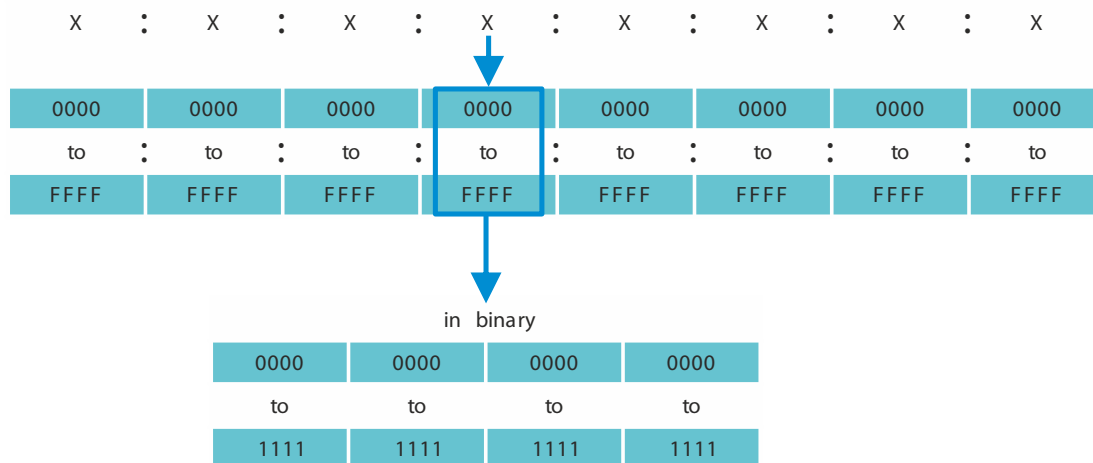 X : X : X : X : X : X : X : X
0000 0000 0000 0000 0000 0000 0000 0000
to : to : to : to : to : to : to : to
FFFF FFFF FFFF FFFF FFFF FFFF FFFF FFFF
in binary
0000 0000 0000 0000
to to to to
1111 1111 1111 1111